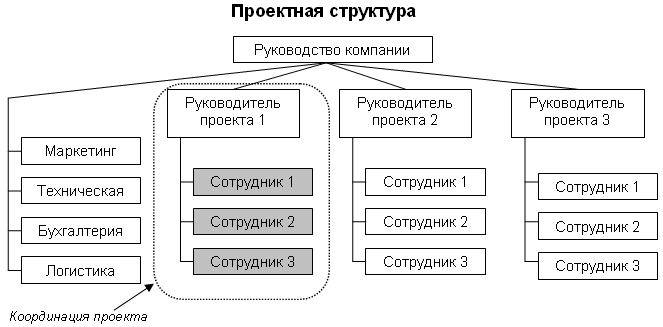 Проектная структура
Руководство компании
Руководитель
проекта 1
Руководитель
проекта 2
Руководитель
проекта 3
Маркетинг
Техническая
Бухгалтерия
Логистика
Сотрудник 1
Сотрудник 2
Сотрудник 3
Сотрудник 1
Сотрудник 2
Сотрудник 3
Сотрудник 1
Сотрудник 2
Сотрудник 3
Координация проекта